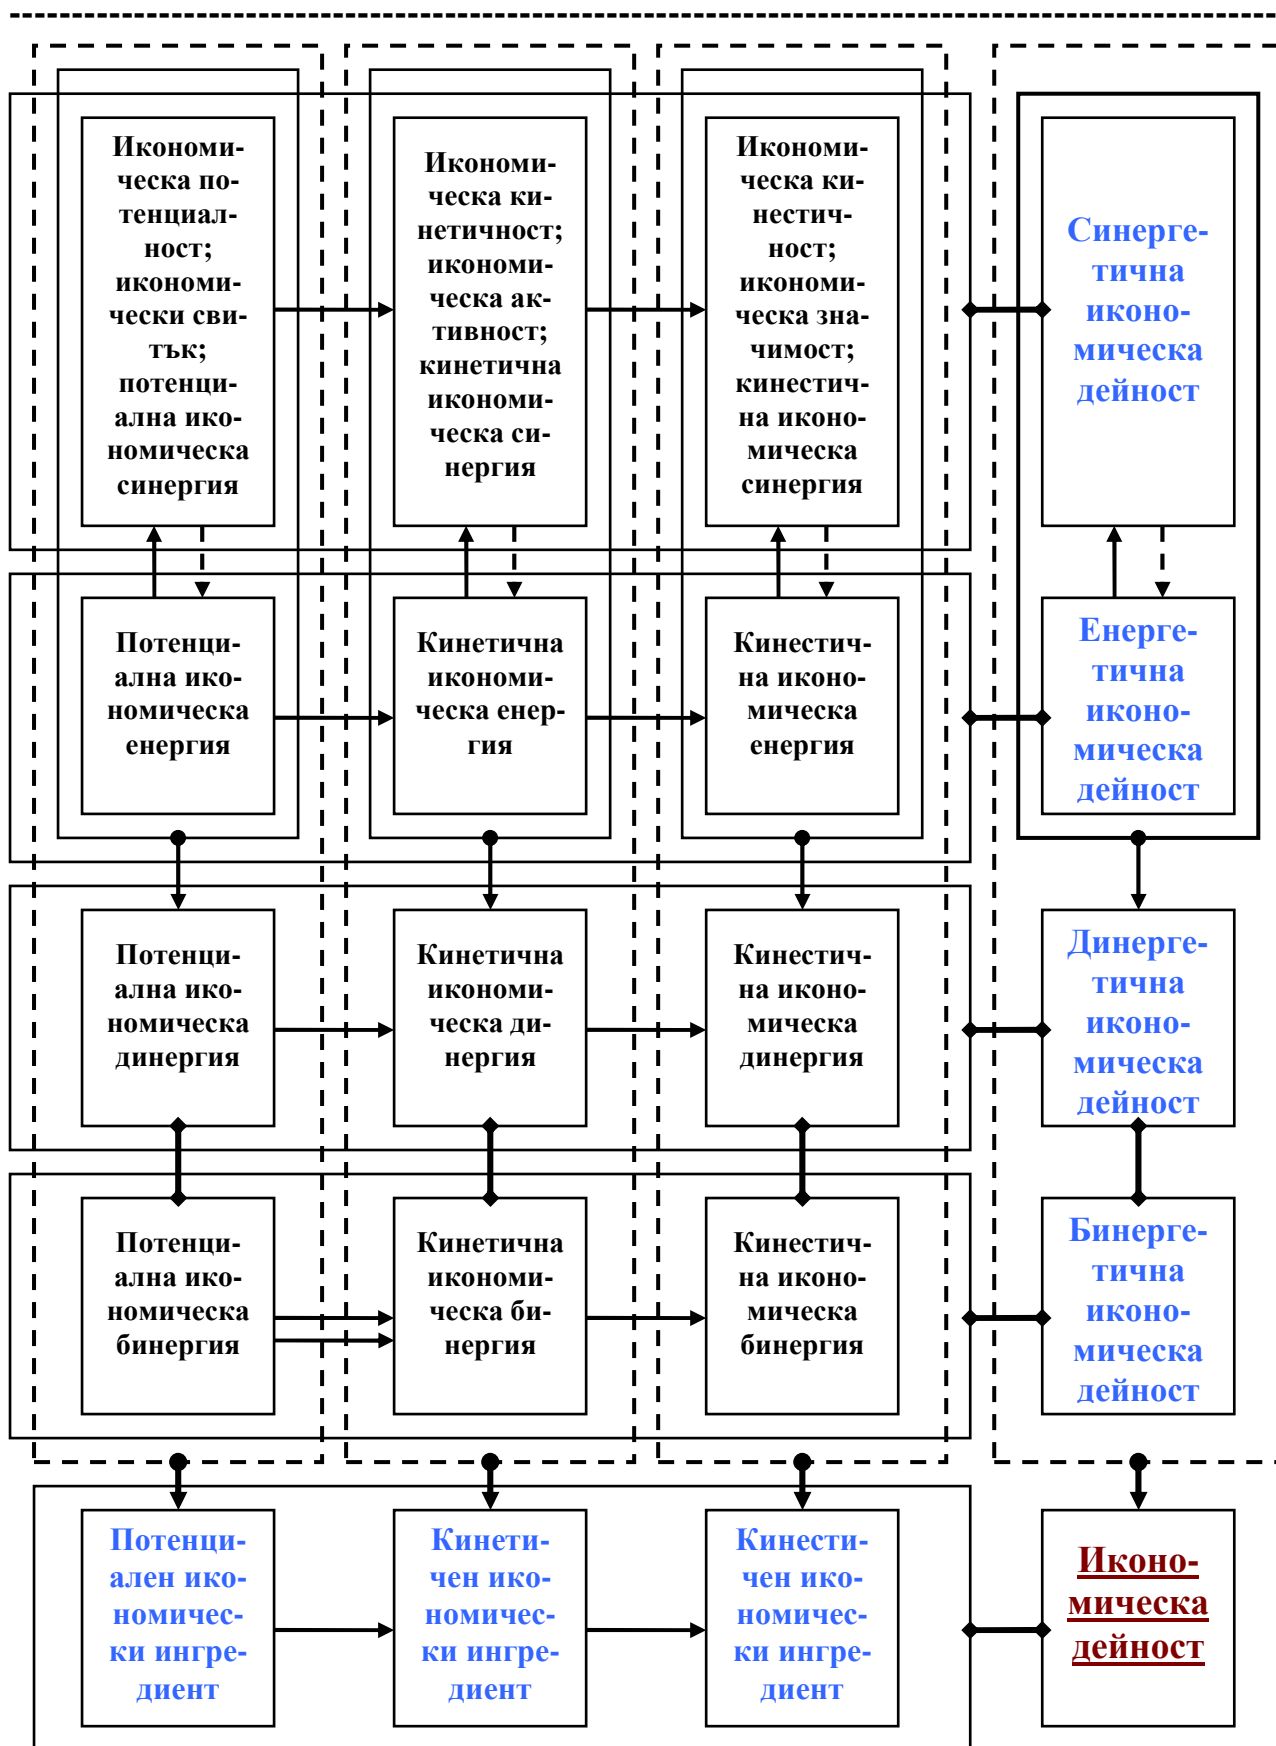 Икономи-
ческа по-
тенциал-
ност;
икономи-
чески сви-
тък;
потенци-
ална ико-
номическа
синергия
Икономи-
ческа ки-
нетичност;
икономи-
ческа ак-
тивност;
кинетична
икономи-
ческа си-
нергия
Икономи-
ческа ки-
нестич-
ност;
икономи-
ческа зна-
чимост;
кинестич-
на иконо-
мическа
синергия
Синерге-
тична
иконо-
мическа
дейност
Потенци-
ална ико-
номическа
енергия
Кинетична
икономи-
ческа енер-
гия
Кинестич-
на иконо-
мическа
енергия
Енерге-
тична
иконо-
мическа
дейност
Потенци-
ална ико-
номическа
динергия
Кинетична
икономи-
ческа ди-
нергия
Кинестич-
на иконо-
мическа
динергия
Динерге-
тична
иконо-
мическа
дейност
Потенци-
ална ико-
номическа
бинергия
Кинетична
икономи-
ческа би-
нергия
Кинестич-
на иконо-
мическа
бинергия
Бинерге-
тична
иконо-
мическа
дейност
Потенци-
ален ико-
номичес-
ки ингре-
диент
Кинети-
чен ико-
номичес-
ки ингре-
диент
Кинести-
чен ико-
номичес-
ки ингре-
диент
Иконо-
мическа
дейност